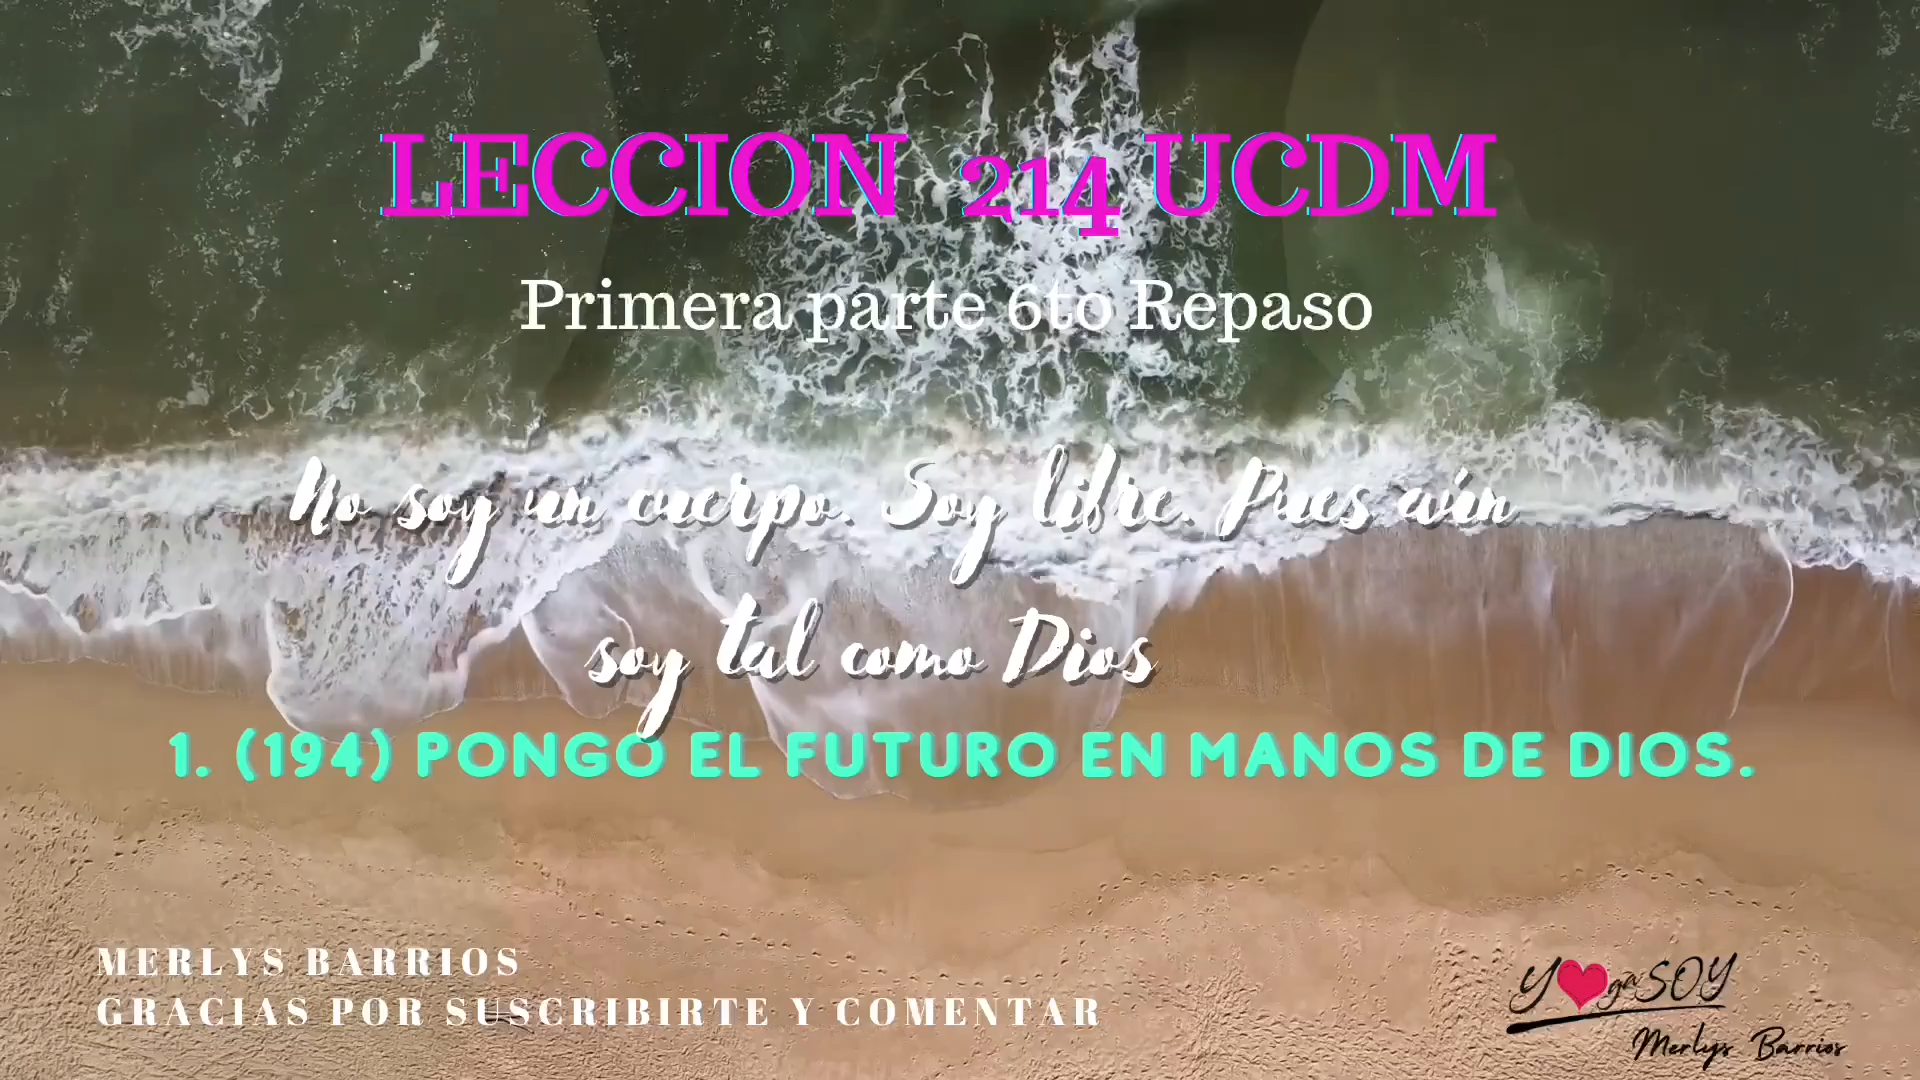 LECCION 214 UCDM
Primera parte 6to Repaso
No soy un cuerpo. Soy libre. Pues aún
soy tal como Dios
1. (194) PONGO EL FUTURO EN MANOS DE DIOS.
MERLYS BARRIOS
GRACIAS POR SUSCRIBIRTE Y COMENTAR
Y❤gaSOY
Merlys Barrios